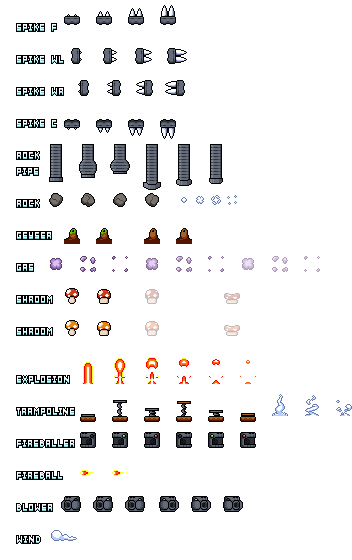 SPIKE F
SPIKE WL
SPIKE WR
SPIKE C
ROCK
PIPE
ROCK
GEYSER
GAS
SHROOM
SHROOM
EXPLOSION
TRAMPOLINE
FIREBALLER
FIREBALL
BLOWER
WIND